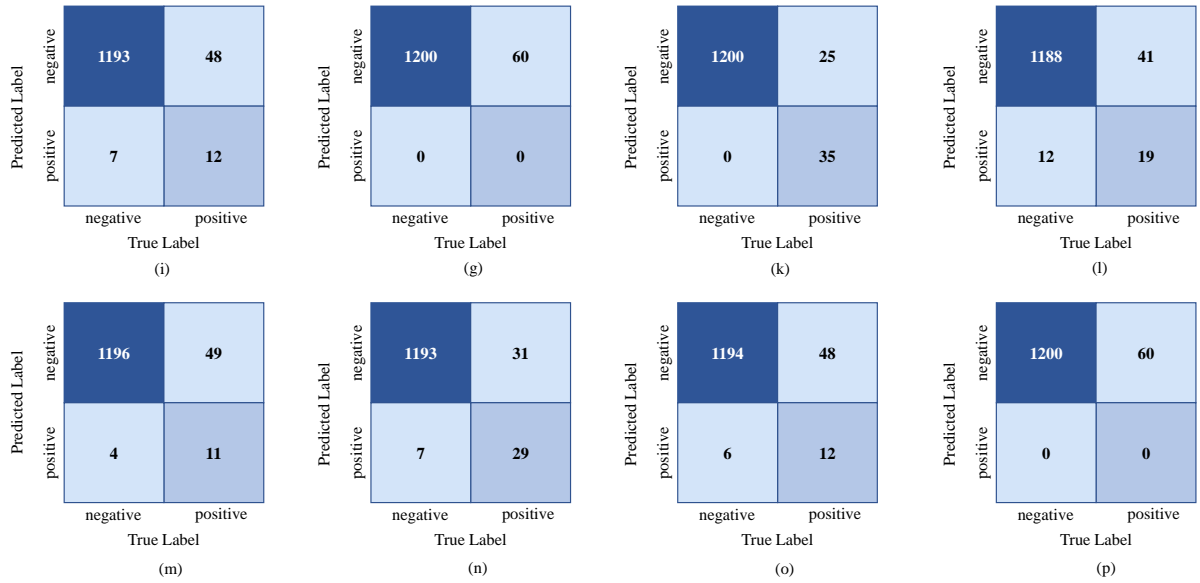 Predicted Label
negative
positive
1193 48
7 12
negative positive
True Label
(i)
Predicted Label
negative
positive
1200 60
0 0
negative positive
True Label
(g)
Predicted Label
negative
positive
1200 25
0 35
negative positive
True Label
(k)
Predicted Label
negative
positive
1188 41
12 19
negative positive
True Label
(l)
Predicted Label
negative
positive
1196 49
4 11
negative positive
True Label
(m)
Predicted Label
negative
positive
1193 31
7 29
negative positive
True Label
(n)
Predicted Label
negative
positive
1194 48
6 12
negative positive
True Label
(o)
Predicted Label
negative
positive
1200 60
0 0
negative positive
True Label
(p)